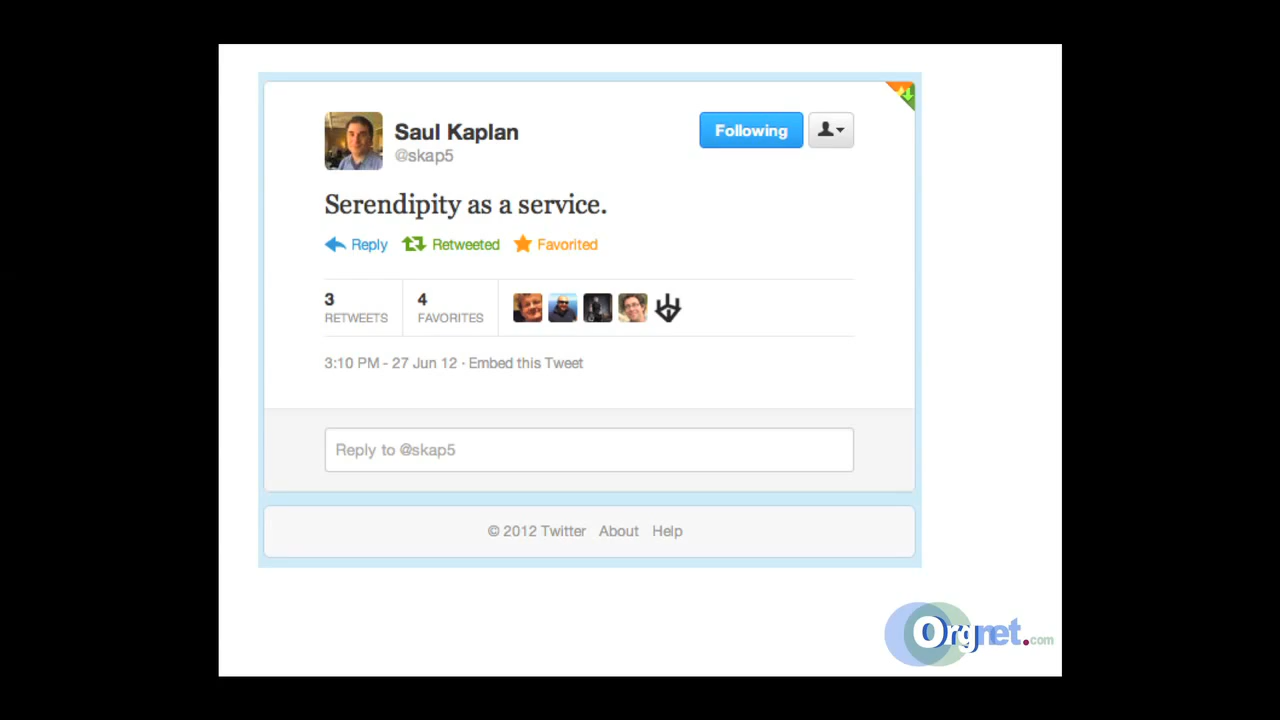 Saul Kaplan
@skap5
Following
Serendipity as a service.
Reply Retweeted Favorited
3 RETWEETS
4 FAVORITES
3:10 PM - 27 Jun 12 · Embed this Tweet
Reply to @skap5
© 2012 Twitter About Help
Orgnet.com